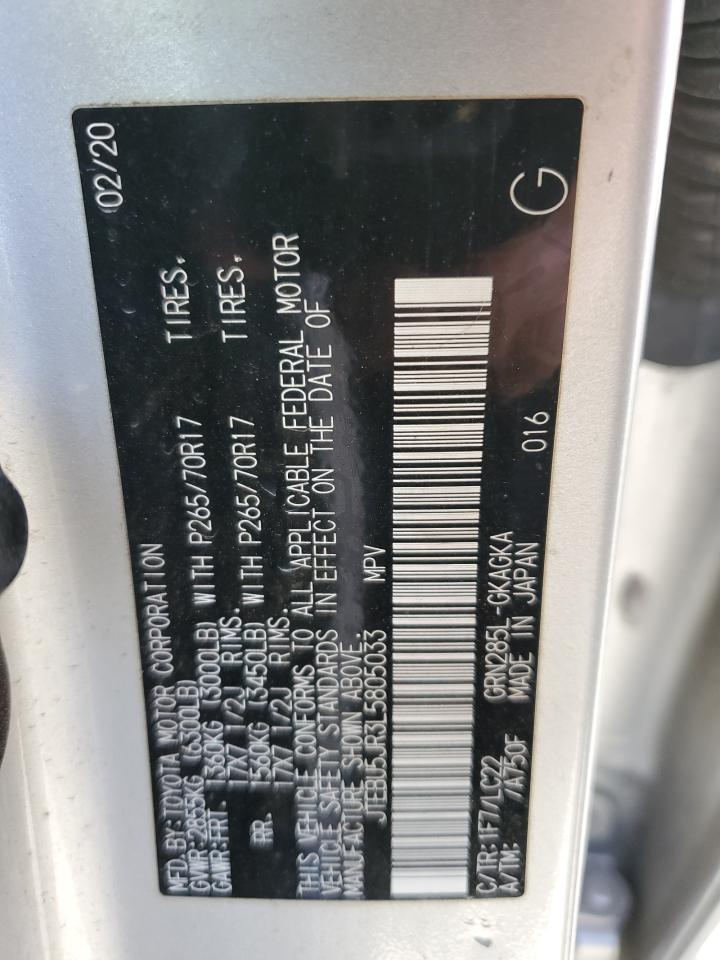 MFD.BY:TOYOTA MOTOR CORPORATION 02/20
GVWR:2855KG (6300LB)
GAWR:FRT. 1360KG (3000LB) WITH P265/70R17 TIRES,
17X7 1/2J RIMS.
RR. 1560KG (3450LB) WITH P265/70R17 TIRES,
17X7 1/2J RIMS.
THIS VEHICLE CONFORMS TO ALL APPLICABLE FEDERAL MOTOR
VEHICLE SAFETY STANDARDS IN EFFECT ON THE DATE OF
MANUFACTURE SHOWN ABOVE.
JTEBU5JR3L5805033 MPV
C/TR:1F7/LC22 GRN285L-GKAGKA 016 G
A/TM: /A750F MADE IN JAPAN